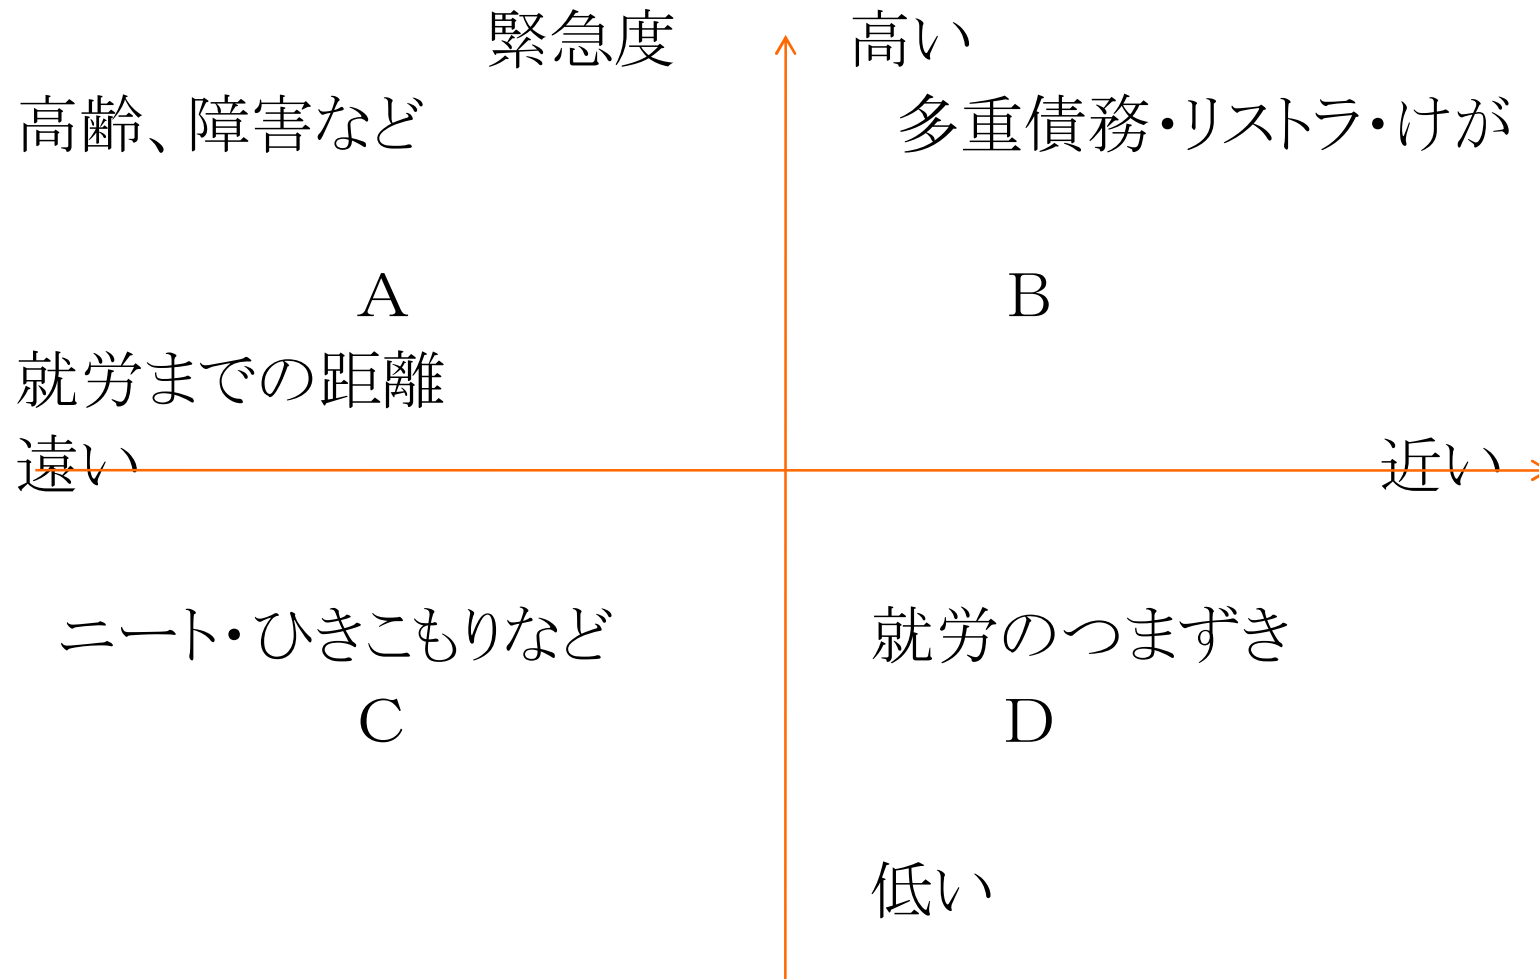 緊急度 高い
高齢、障害など 多重債務・リストラ・けが
A B
就労までの距離
遠い 近い
ニート・ひきこもりなど 就労のつまずき
C D
低い